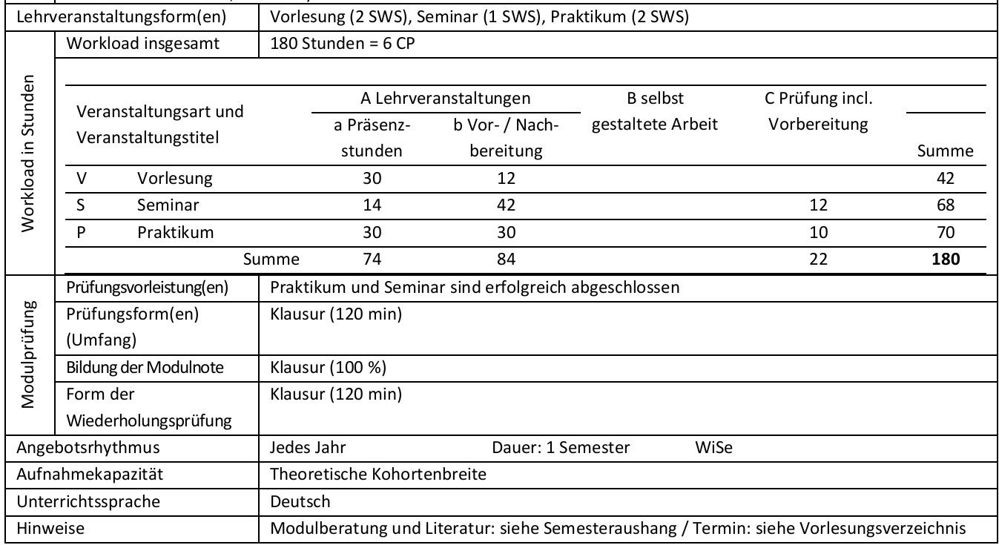 Lehrveranstaltungsform(en) Vorlesung (2 SWS), Seminar (1 SWS), Praktikum (2 SWS)
Workload in Stunden
Workload insgesamt 180 Stunden = 6 CP
Veranstaltungsart und Veranstaltungstitel
A Lehrveranstaltungen
a Präsenz-
stunden
b Vor- / Nach-
bereitung
B selbst
gestaltete Arbeit
C Prüfung incl.
Vorbereitung
Summe
V Vorlesung 30 12 42
S Seminar 14 42 12 68
P Praktikum 30 30 10 70
Summe 74 84 22 180
Modulprüfung
Prüfungsvorleistung(en) Praktikum und Seminar sind erfolgreich abgeschlossen
Prüfungsform(en) Klausur (120 min)
(Umfang)
Bildung der Modulnote Klausur (100 %)
Form der Klausur (120 min)
Wiederholungsprüfung
Angebotsrhythmus Jedes Jahr Dauer: 1 Semester WiSe
Aufnahmekapazität Theoretische Kohortenbreite
Unterrichtssprache Deutsch
Hinweise Modulberatung und Literatur: siehe Semesteraushang / Termin: siehe Vorlesungsverzeichnis